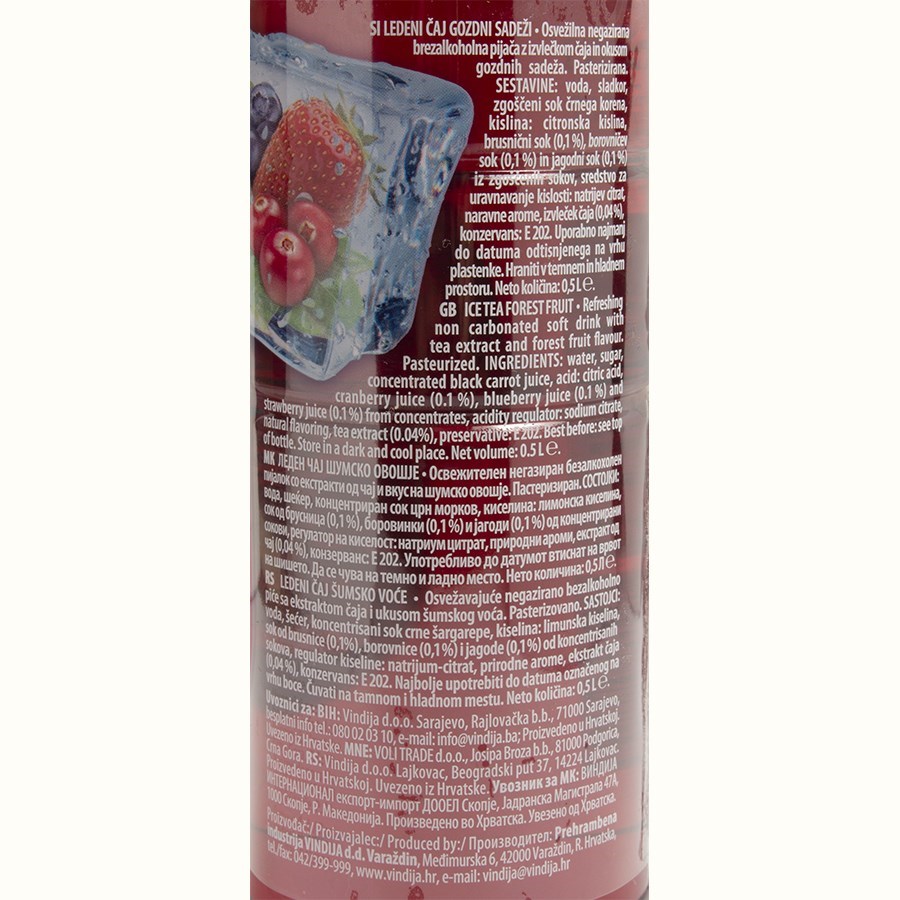 SI LEDENI ČAJ GOZDNI SADEŽI • Osvežilna negazirana
brezalkoholna pijača z izvlečkom čaja in okusom
gozdnih sadeža. Pasterizirana.
SESTAVINE: voda, sladkor,
zgoščeni sok črnega korena,
kislina: citronska kislina,
brusnični sok (0,1 %), borovničev
sok (0,1 %) in jagodni sok (0,1 %)
iz zgoščenih sokov, sredstvo za
uravnavanje kislosti: natrijev citrat,
naravne arome, izvleček čaja (0,04%),
konzervans: E 202. Uporabno najmanj
do datuma odtisnjenega na vrhu
plastenke. Hraniti v temnem in hladnem
prostoru. Neto količina: 0,5 L℮.
GB ICE TEA FOREST FRUIT • Refreshing
non carbonated soft drink with
tea extract and forest fruit flavour.
Pasteurized. INGREDIENTS: water, sugar,
concentrated black carrot juice, acid: citric acid,
cranberry juice (0.1 %), blueberry juice (0.1 %) and
strawberry juice (0.1 %) from concentrates, acidity regulator: sodium citrate,
natural flavoring, tea extract (0.04%), preservative: E 202. Best before: see top
of bottle. Store in a dark and cool place. Net volume: 0.5 L℮.
MK ЛЕДЕН ЧАЈ ШУМСКО ОВОШЈЕ • Освежителен негазиран безалкохолен
пијалок со екстракти од чај и вкус на шумско овошје. Пастеризиран. СОСТОЈКИ:
вода, шеќер, концентриран сок црн морков, киселина: лимонска киселина,
сок од брусница (0,1 %), боровинки (0,1 %) и јагоди (0,1 %) од концентрирани
сокови, регулатор на киселост: натриум цитрат, природни ароми, екстракт од
чај (0,04 %), конзерванс: E 202. Употребливо до датумот втиснат на врвот
на шишето. Да се чува на темно и ладно место. Нето количина: 0,5 Л℮.
RS LEDENI ČAJ ŠUMSKO VOĆE • Osvežavajuće negazirano bezalkoholno
piće sa ekstraktom čaja i ukusom šumskog voća. Pasterizovano. SASTOJCI:
voda, šećer, koncentrisani sok crne šargarepe, kiselina: limunska kiselina,
sok od brusnice (0,1%), borovnice (0,1%) i jagode (0,1%) od koncentrisanih
sokova, regulator kiseline: natrijum-citrat, prirodne arome, ekstrakt čaja
(0,04 %), konzervans: E 202. Najbolje upotrebiti do datuma označenog na
vrhu boce. Čuvati na tamnom i hladnom mestu. Neto količina: 0,5 L℮.
Uvoznici za: BIH: Vindija d.o.o. Sarajevo, Rajlovačka b.b., 71000 Sarajevo,
besplatni info tel.: 080 02 03 10, e-mail: info@vindija.ba; Proizvedeno u Hrvatskoj.
Uvezeno iz Hrvatske. MNE: VOLI TRADE d.o.o., Josipa Broza b.b., 81000 Podgorica,
Crna Gora. RS: Vindija d.o.o. Lajkovac, Beogradski put 37, 14224 Lajkovac.
Proizvedeno u Hrvatskoj. Uvezeno iz Hrvatske. Увозник за МК: ВИНДИЈА
ИНТЕРНАЦИОНАЛ експорт-импорт ДООЕЛ Скопје, Јадранска Магистрала 47А,
1000 Скопје, Р. Македонија. Произведено во Хрватска. Увезено од Хрватска.
Proizvođač:/ Proizvajalec:/ Produced by:/ Производител: Prehrambena
industrija VINDIJA d.d. Varaždin, Međimurska 6, 42000 Varaždin, R. Hrvatska,
tel./fax: 042/399-999, www.vindija.hr, e-mail: vindija@vindija.hr